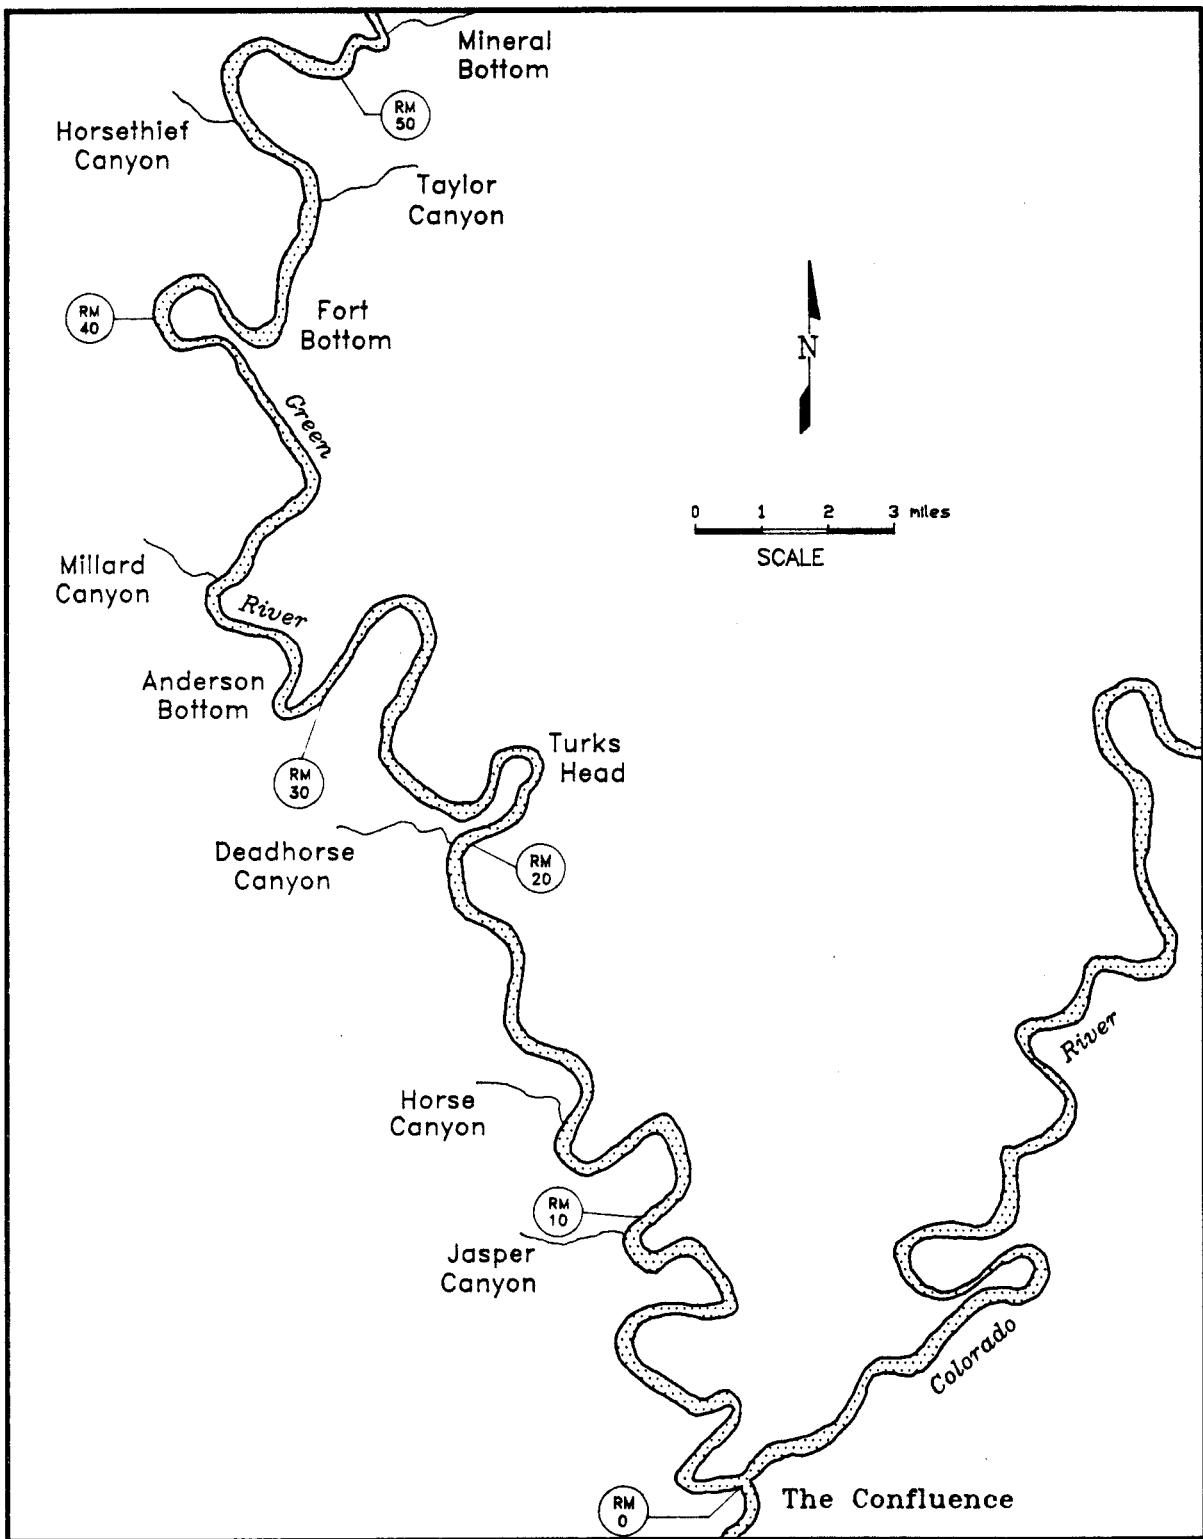 Mineral
Bottom
RM
50
Horsethief
Canyon
Taylor
Canyon
RM
40
Fort
Bottom
N
Green
0 1 2 3 miles
SCALE
Millard
Canyon
River
Anderson
Bottom
Turks
Head
RM
30
Deadhorse
Canyon
RM
20
River
Horse
Canyon
RM
10
Jasper
Canyon
Colorado
The Confluence
RM
0